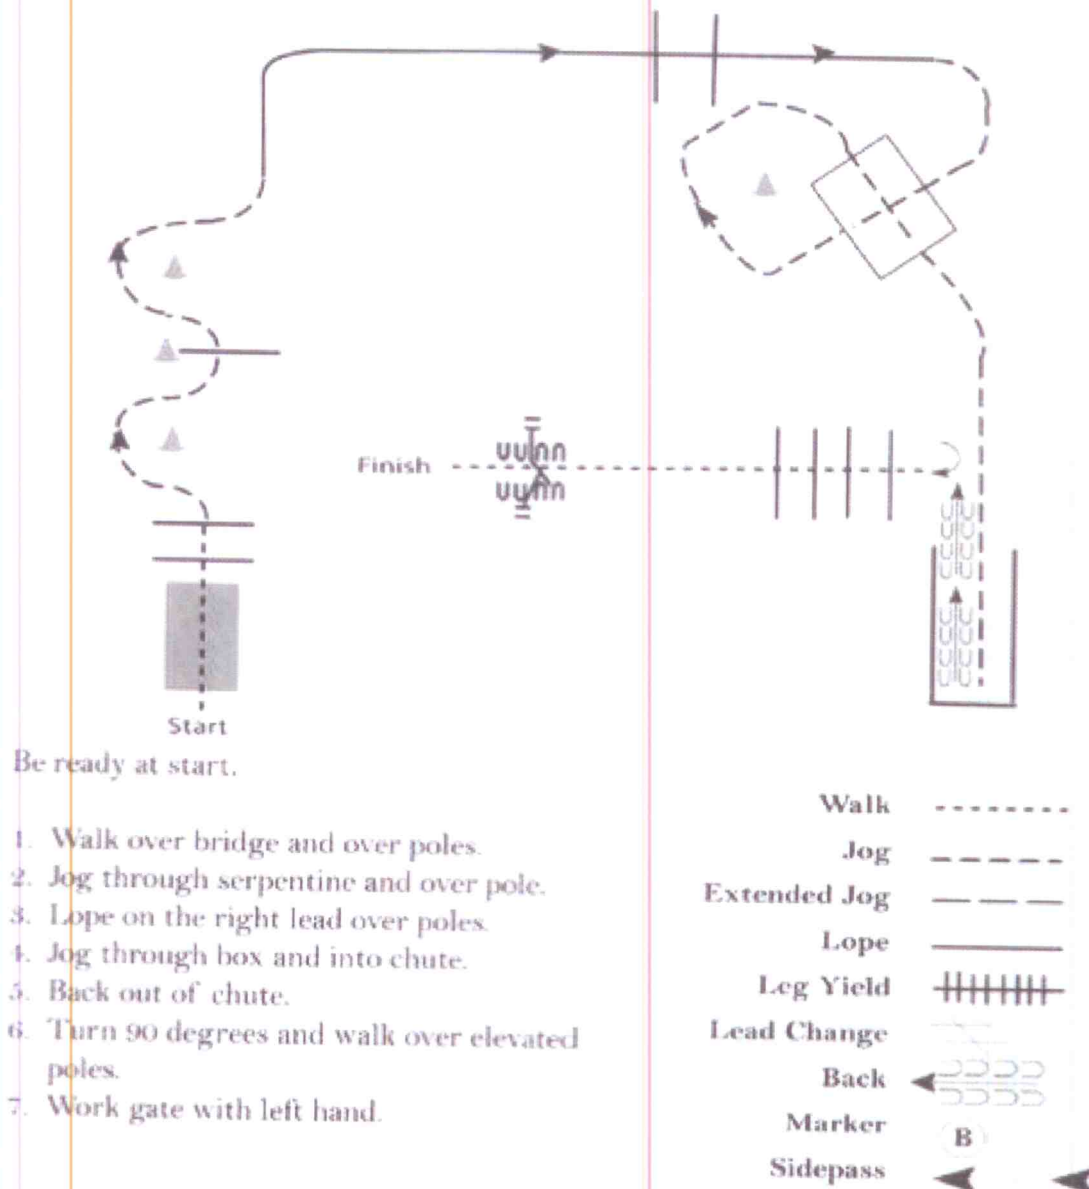 Finish
Start
Be ready at start.
1. Walk over bridge and over poles.
2. Jog through serpentine and over pole.
3. Lope on the right lead over poles.
4. Jog through box and into chute.
5. Back out of chute.
6. Turn 90 degrees and walk over elevated
poles.
7. Work gate with left hand.
Walk
Jog
Extended Jog
Lope
Leg Yield
Lead Change
Back
Marker
B
Sidepass